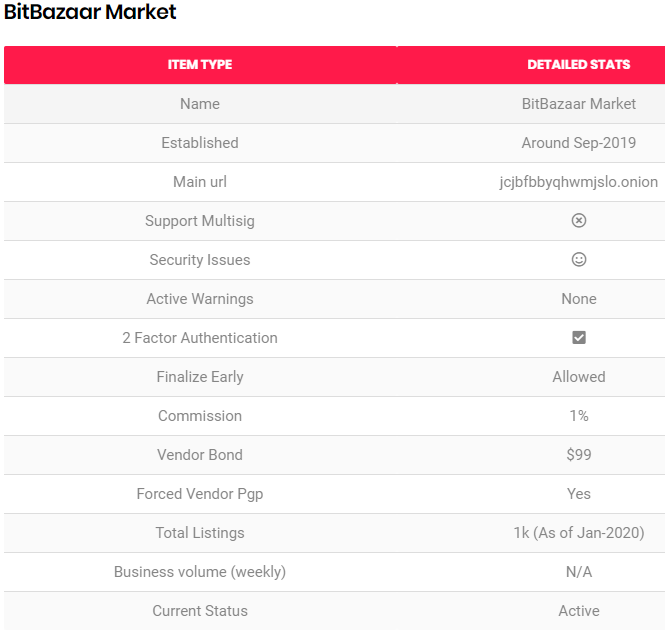 BitBazaar Market
ITEM TYPE DETAILED STATS
Name BitBazaar Market
Established Around Sep-2019
Main url jcjbfbbyqhwmjslo.onion
Support Multisig
Security Issues
Active Warnings None
2 Factor Authentication
Finalize Early Allowed
Commission 1%
Vendor Bond $99
Forced Vendor Pgp Yes
Total Listings 1k (As of Jan-2020)
Business volume (weekly) N/A
Current Status Active